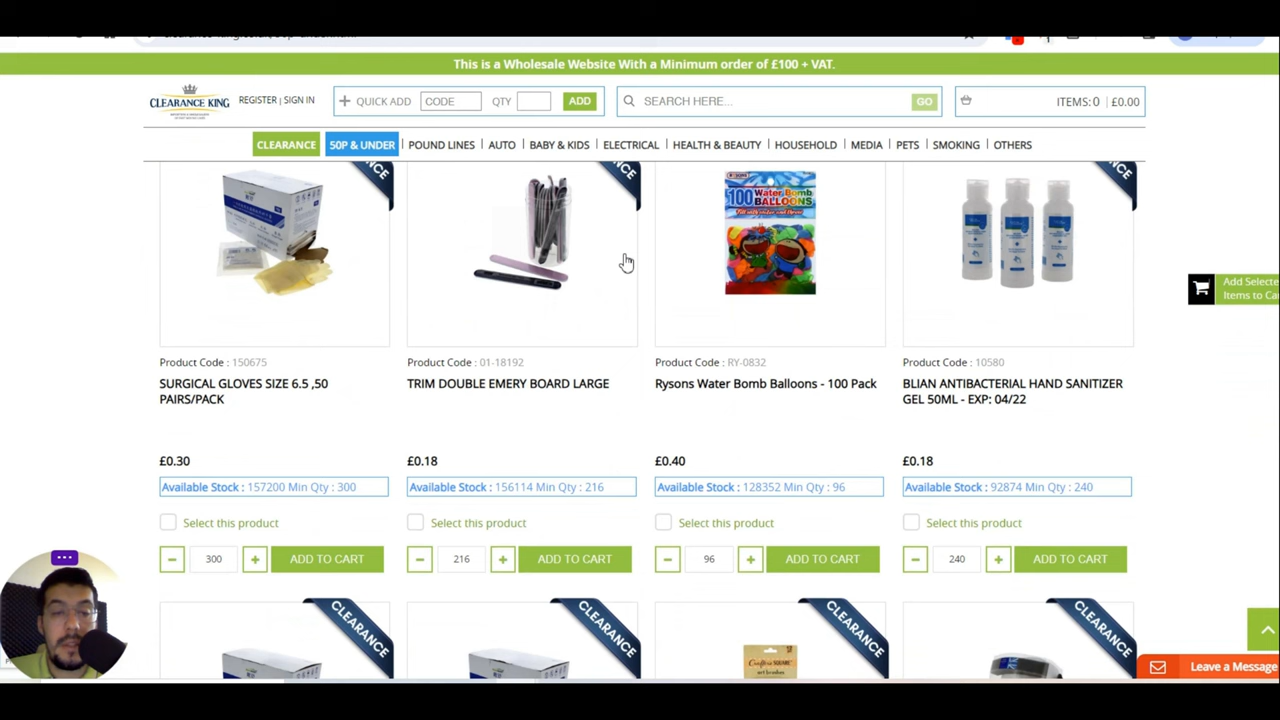 This is a Wholesale Website With a Minimum order of £100 + VAT.
CLEARANCE KING
REGISTER | SIGN IN
QUICK ADD CODE QTY ADD
SEARCH HERE... GO
ITEMS: 0 £0.00
CLEARANCE 50P & UNDER POUND LINES AUTO BABY & KIDS ELECTRICAL HEALTH & BEAUTY HOUSEHOLD MEDIA PETS SMOKING OTHERS
100 Water Bomb BALLOONS
Add Selecte
Items to Ca
Product Code : 150675
SURGICAL GLOVES SIZE 6.5 ,50
PAIRS/PACK
£0.30
Available Stock : 157200 Min Qty : 300
Select this product
− 300 + ADD TO CART
Product Code : 01-18192
TRIM DOUBLE EMERY BOARD LARGE
£0.18
Available Stock : 156114 Min Qty : 216
Select this product
− 216 + ADD TO CART
Product Code : RY-0832
Rysons Water Bomb Balloons - 100 Pack
£0.40
Available Stock : 128352 Min Qty : 96
Select this product
− 96 + ADD TO CART
Product Code : 10580
BLIAN ANTIBACTERIAL HAND SANITIZER
GEL 50ML - EXP: 04/22
£0.18
Available Stock : 92874 Min Qty : 240
Select this product
− 240 + ADD TO CART
CLEARANCE
CLEARANCE
CLEARANCE
CLEARANCE
Crafters SQUARE
art brushes
Leave a Message